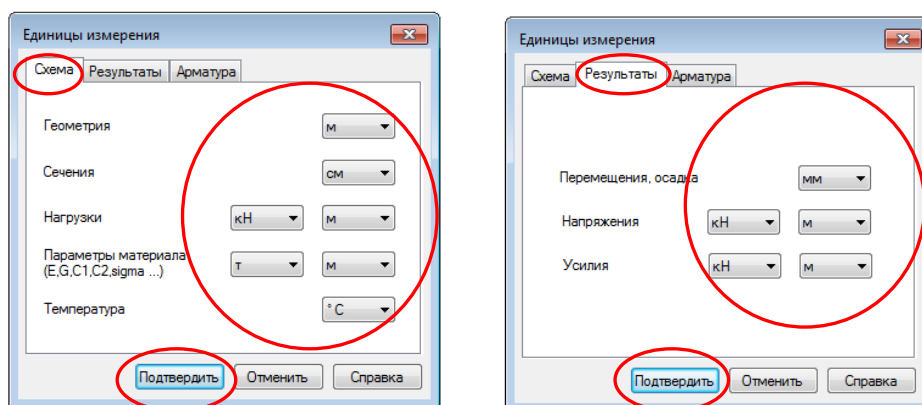 Единицы измерения
Схема Результаты Арматура
Геометрия м
Сечения см
Нагрузки кН м
Параметры материала
(E,G,C1,C2,sigma ...) т м
Температура ° C
Подтвердить Отменить Справка
Единицы измерения
Схема Результаты Арматура
Перемещения, осадка мм
Напряжения кН м
Усилия кН м
Подтвердить Отменить Справка